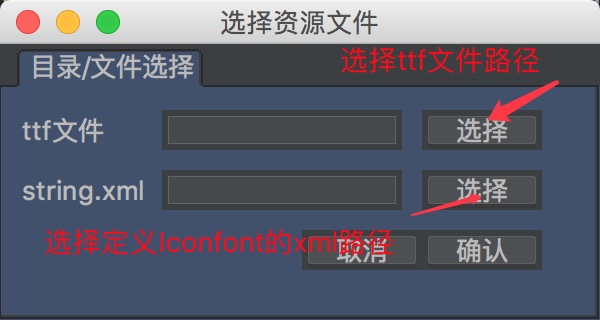 选择资源文件
目录/文件选择
选择ttf文件路径
ttf文件
选择
string.xml
选择
选择定义Iconfont的xml路径
取消
确认